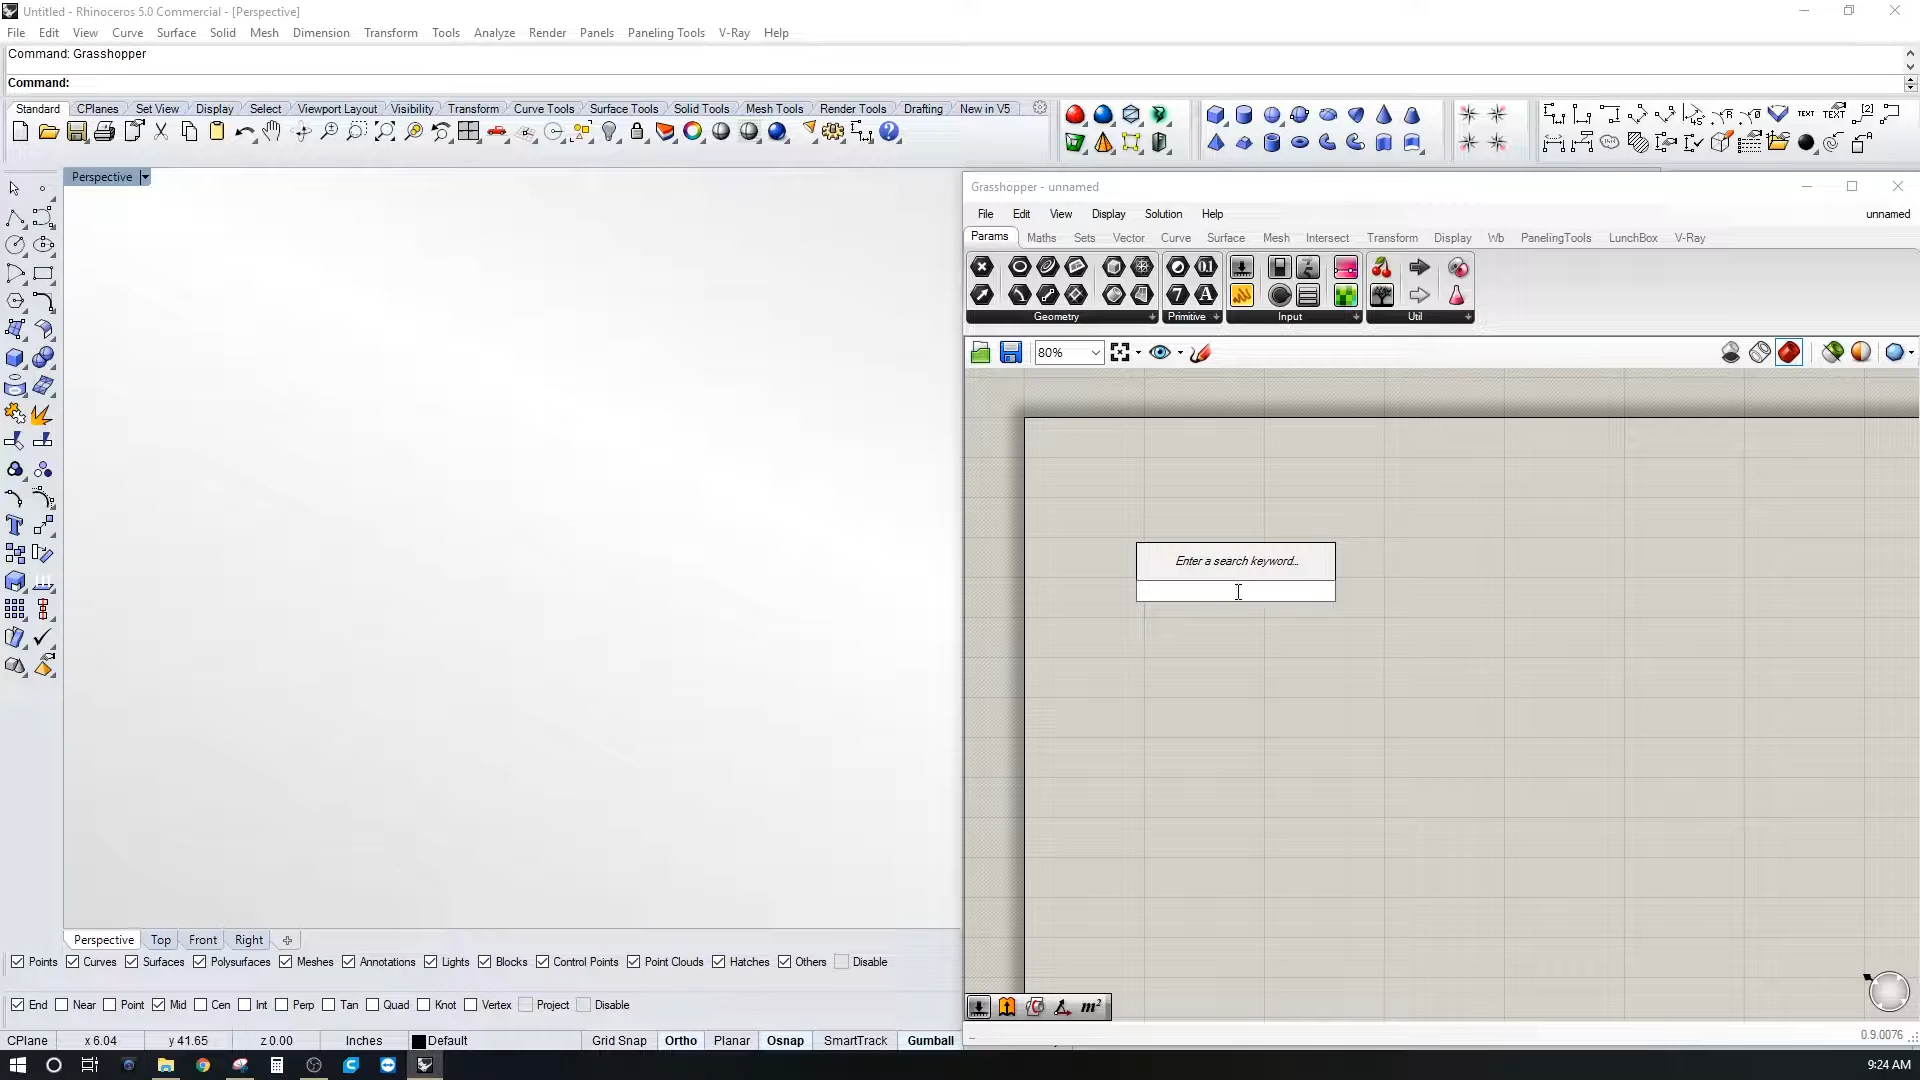 Untitled - Rhinoceros 5.0 Commercial - [Perspective]
File Edit View Curve Surface Solid Mesh Dimension Transform Tools Analyze Render Panels Paneling Tools V-Ray Help
Command: Grasshopper
Command:
Standard CPlanes Set View Display Select Viewport Layout Visibility Transform Curve Tools Surface Tools Solid Tools Mesh Tools Render Tools Drafting New in V5
TEXT TEXT
Perspective
Grasshopper - unnamed
File Edit View Display Solution Help unnamed
Params Maths Sets Vector Curve Surface Mesh Intersect Transform Display Wb PanelingTools LunchBox V-Ray
Geometry Primitive Input Util
80%
Enter a search keyword...
Perspective Top Front Right
Points Curves Surfaces Polysurfaces Meshes Annotations Lights Blocks Control Points Point Clouds Hatches Others Disable
End Near Point Mid Cen Int Perp Tan Quad Knot Vertex Project Disable
m²
0.9.0076
CPlane x 6.04 y 41.65 z 0.00 Inches Default Grid Snap Ortho Planar Osnap SmartTrack Gumball
9:24 AM